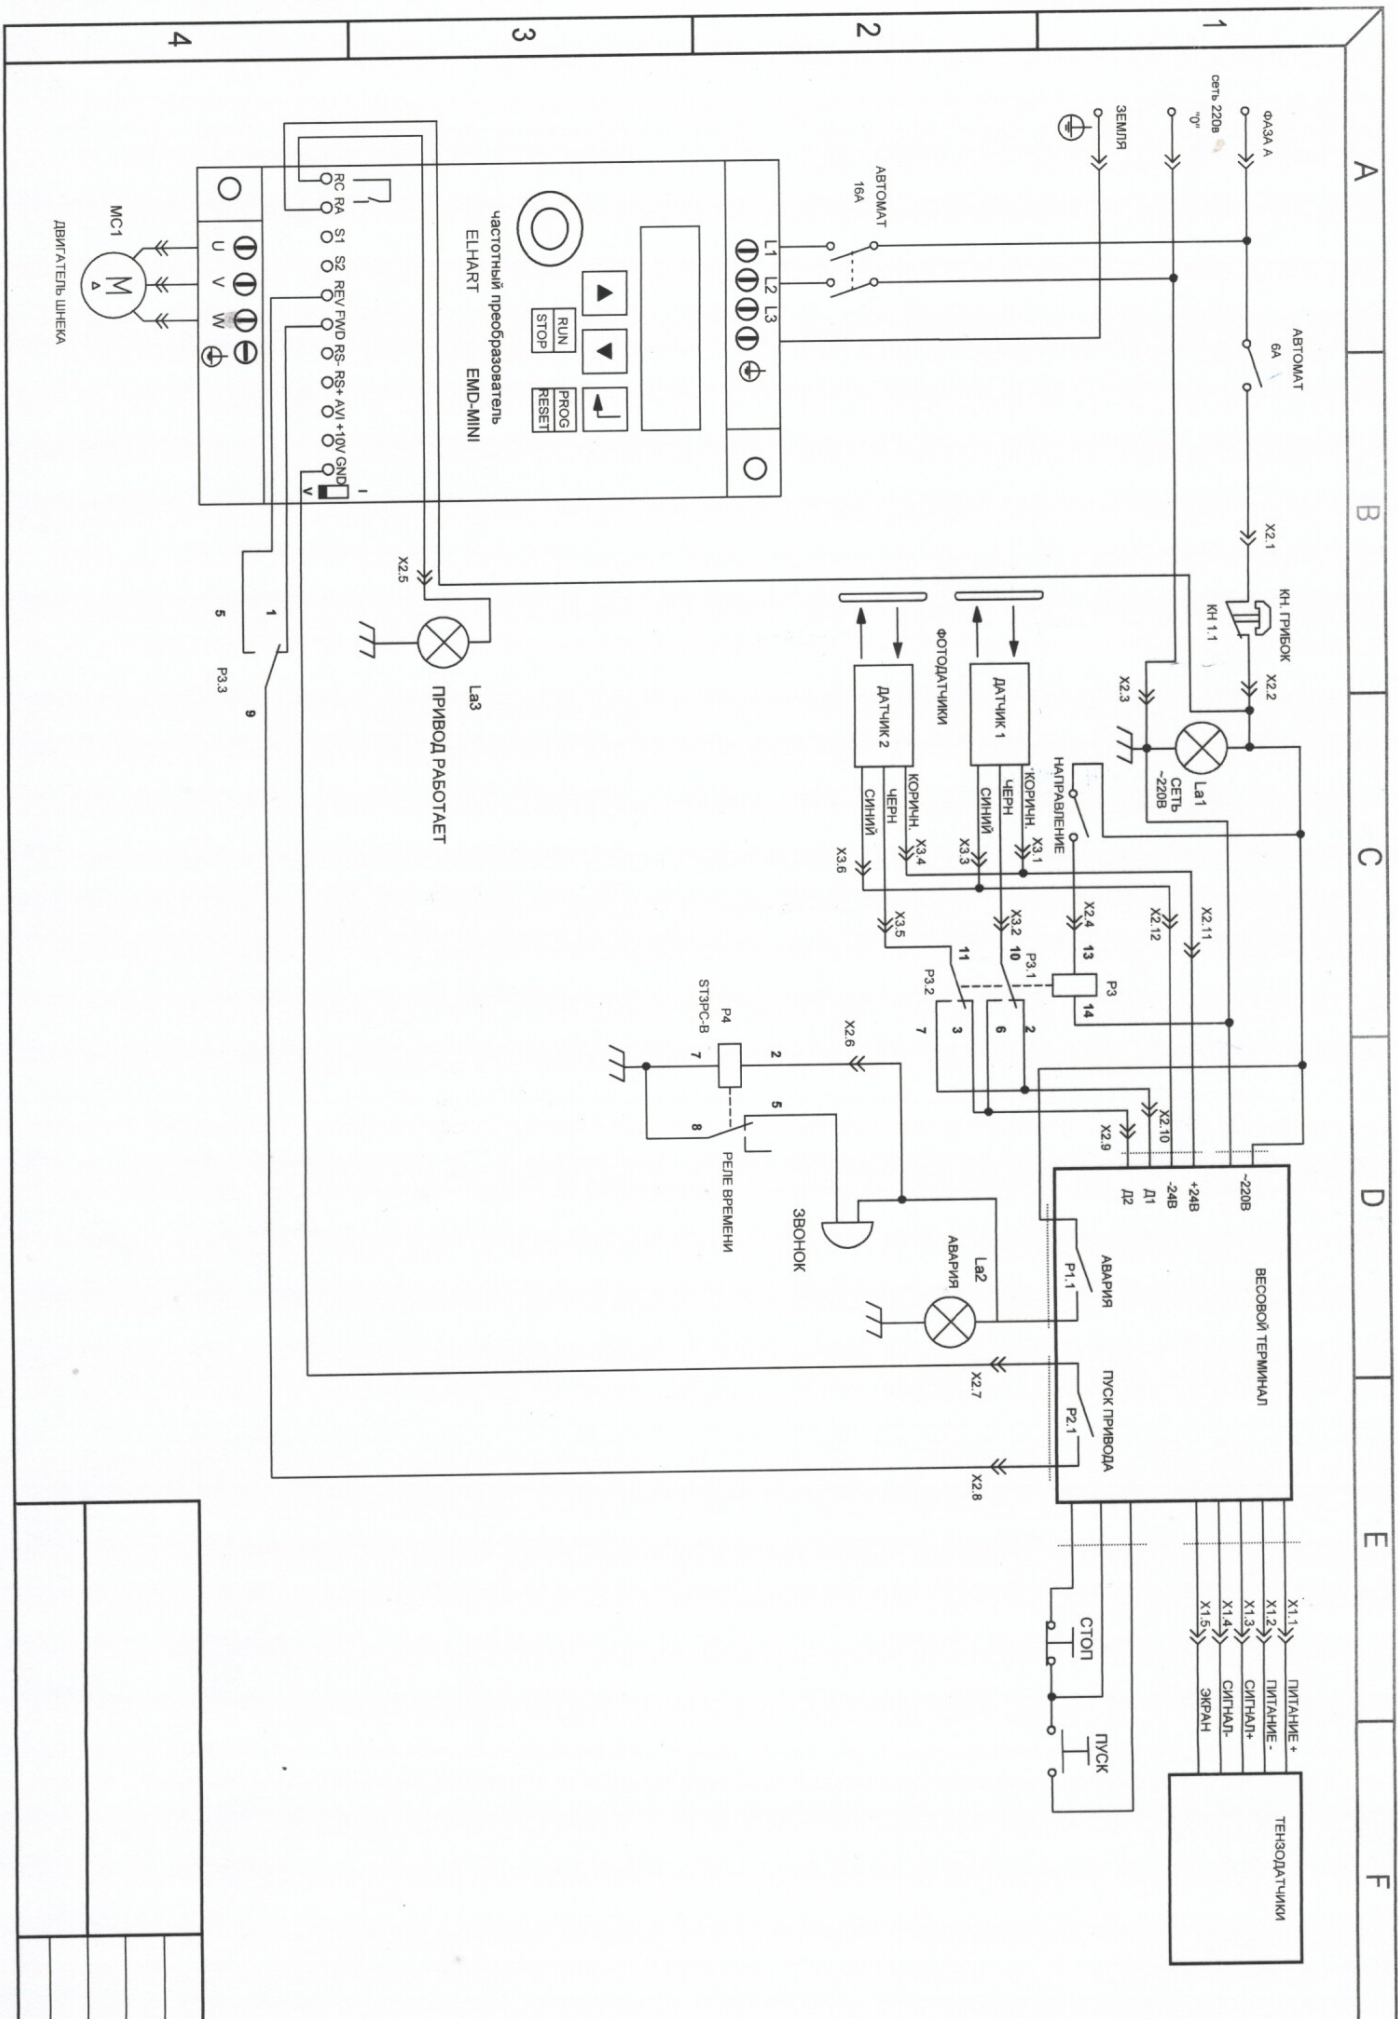 1
2
3
4
A
B
C
D
E
F
ФАЗА А
сеть 220в
"0"
ЗЕМЛЯ
АВТОМАТ
6А
АВТОМАТ
16А
X2.1
КН. ГРИБОК
КН 1.1
X2.2
X2.3
La1
СЕТЬ
~220В
НАПРАВЛЕНИЕ
X2.4
13
P3
14
ФОТОДАТЧИКИ
ДАТЧИК 1
КОРИЧН.
ЧЕРН
СИНИЙ
X3.1
X3.3
X3.2
ДАТЧИК 2
КОРИЧН.
ЧЕРН
СИНИЙ
X3.4
X3.6
X3.5
X2.11
X2.12
10
P3.1
2
6
11
P3.2
3
7
X2.10
X2.9
~220В
+24В
-24В
Д1
Д2
ВЕСОВОЙ ТЕРМИНАЛ
АВАРИЯ
P1.1
ПУСК ПРИВОДА
P2.1
X1.1
X1.2
X1.3
X1.4
X1.5
ПИТАНИЕ +
ПИТАНИЕ -
СИГНАЛ+
СИГНАЛ-
ЭКРАН
ТЕНЗОДАТЧИКИ
СТОП
ПУСК
X2.6
P4
ST3PC-B
2
7
5
8
РЕЛЕ ВРЕМЕНИ
ЗВОНОК
La2
АВАРИЯ
X2.7
X2.8
L1
L2
L3
частотный преобразователь
ELHART
EMD-MINI
RUN
STOP
PROG
RESET
RC
RA
S1
S2
REV
FWD
RS-
RS+
AVI
+10V
GND
V
I
U
V
W
MC1
M
ДВИГАТЕЛЬ ШНЕКА
X2.5
La3
ПРИВОД РАБОТАЕТ
1
5
P3.3
9